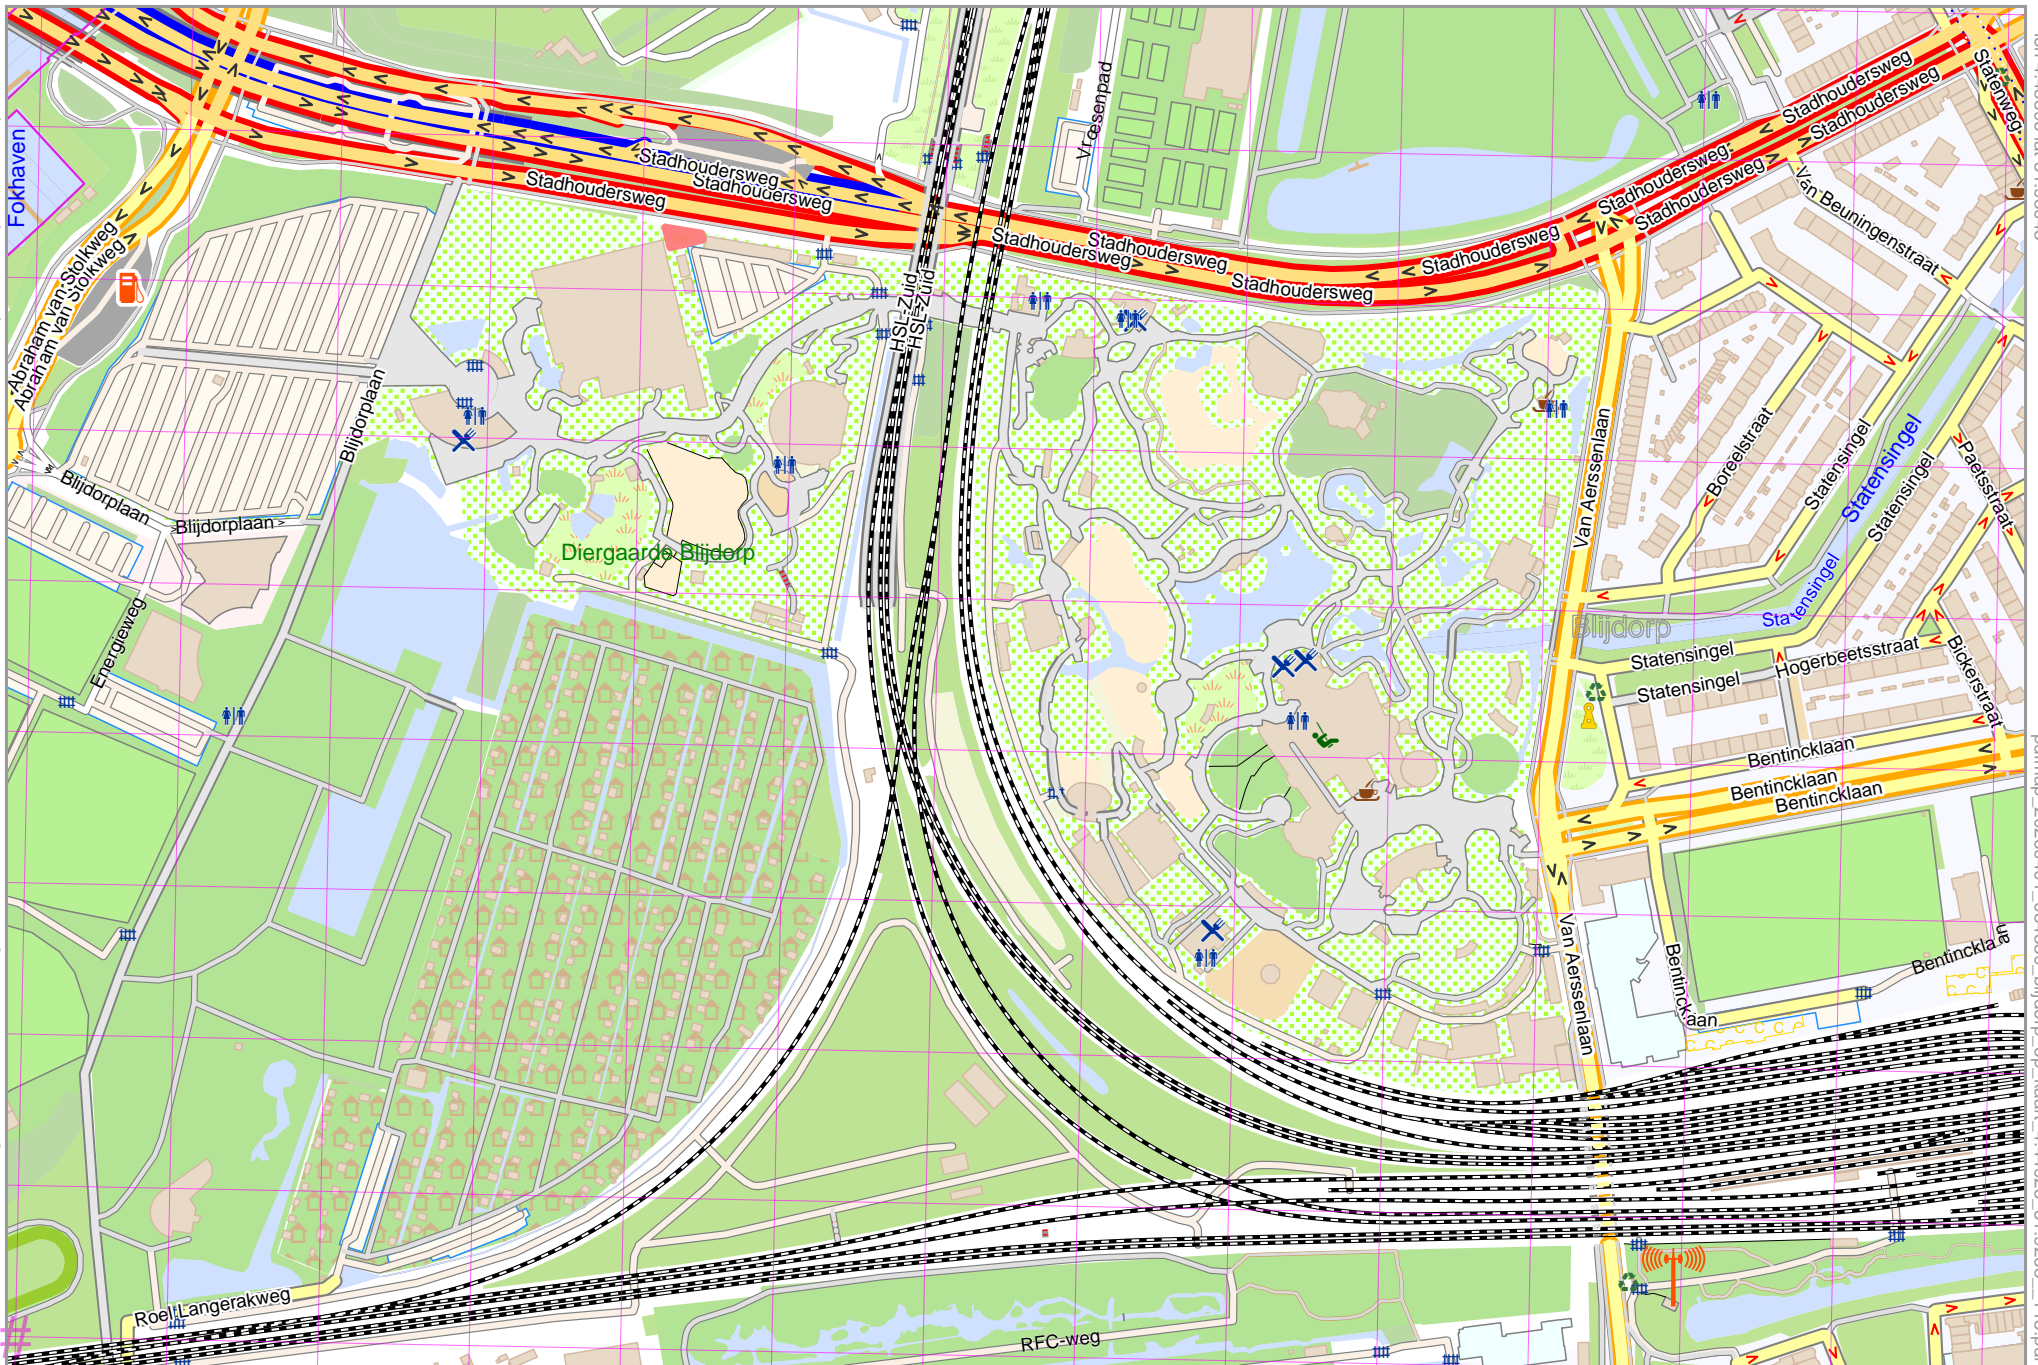 Fokhaven
Abraham van Stolkweg
Abraham van Stolkweg
Stadhoudersweg
Stadhoudersweg
Stadhoudersweg
Stadhoudersweg
Stadhoudersweg
Stadhoudersweg
Stadhoudersweg
Stadhoudersweg
Stadhoudersweg
Stadhoudersweg
Stadhoudersweg
Stadhoudersweg
Statenweg
Vroesenpad
HSL-Zuid
HSL-Zuid
Van Beuningenstraat
Blijdorplaan
Blijdorplaan
Blijdorplaan
Energieweg
Diergaarde Blijdorp
Van Aerssenlaan
Boreelstraat
Statensingel
Statensingel
Statensingel
Paetsstraat
Statensingel
Blijdorp
Statensingel
Statensingel
Hogerbeetsstraat
Bickerstraat
Bentincklaan
Bentincklaan
Bentincklaan
Van Aerssenlaan
Bentincklaan
Bentincklaan
Roel Langerakweg
RFC-weg
#